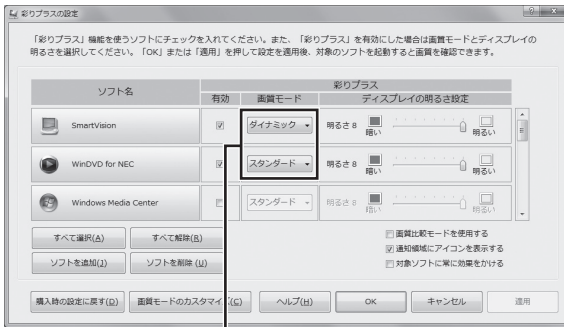 彩りプラスの設定
「彩りプラス」機能を使うソフトにチェックを入れてください。また、「彩りプラス」を有効にした場合は画質モードとディスプレイの
明るさを選択してください。「OK」または「適用」を押して設定を適用後、対象のソフトを起動すると画質を確認できます。
ソフト名
彩りプラス
有効 画質モード ディスプレイの明るさ設定
SmartVision ダイナミック 明るさ 8 暗い 明るい
WinDVD for NEC スタンダード 明るさ 8 暗い 明るい
Windows Media Center スタンダード 明るさ 8 暗い 明るい
すべて選択(A) すべて解除(R) 画質比較モードを使用する
通知領域にアイコンを表示する
ソフトを追加(J) ソフトを削除 (U) 対象ソフトに常に効果をかける
購入時の設定に戻す(D) 画質モードのカスタマイズ(C) ヘルプ(H) OK キャンセル 適用